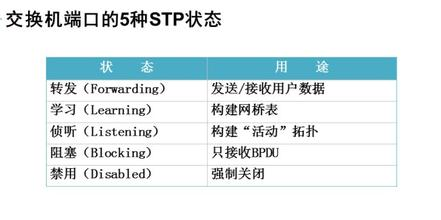 交换机端口的5种STP状态
状 态 用 途
转发（Forwarding） 发送/接收用户数据
学习（Learning） 构建网桥表
侦听（Listening） 构建“活动”拓扑
阻塞（Blocking） 只接收BPDU
禁用（Disabled） 强制关闭